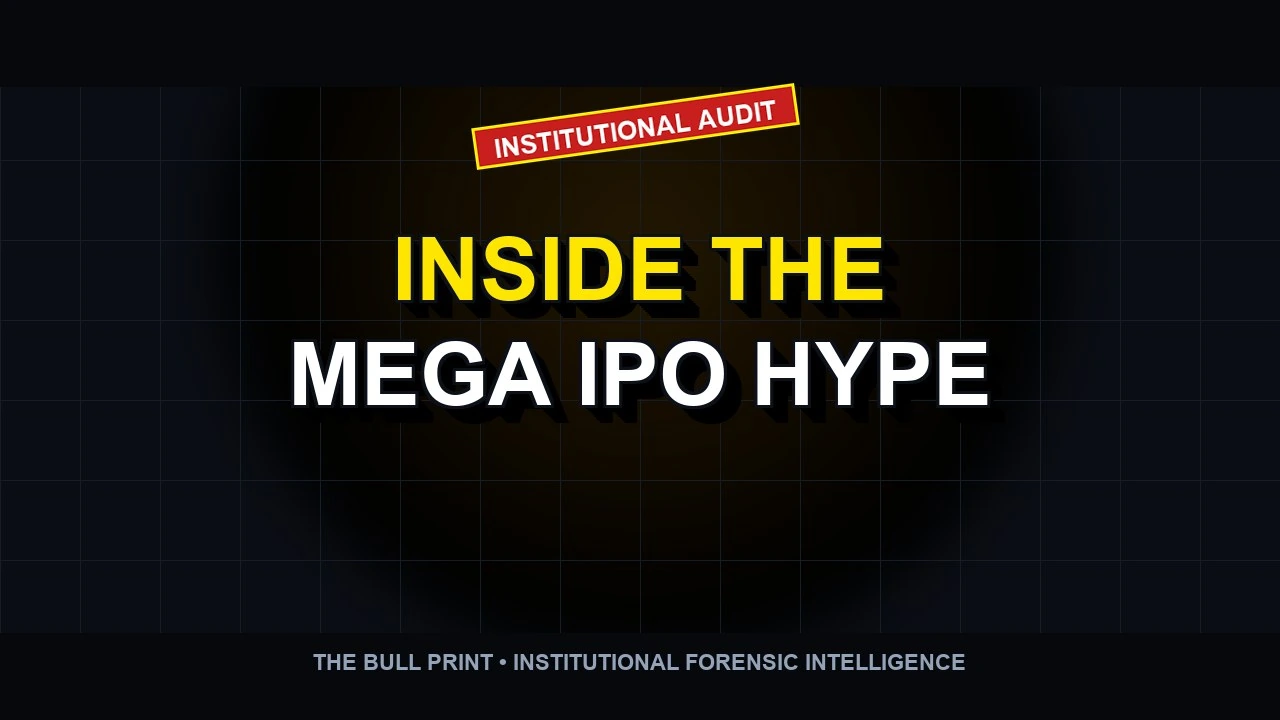 INSTITUTIONAL AUDIT
INSIDE THE
MEGA IPO HYPE
THE BULL PRINT • INSTITUTIONAL FORENSIC INTELLIGENCE